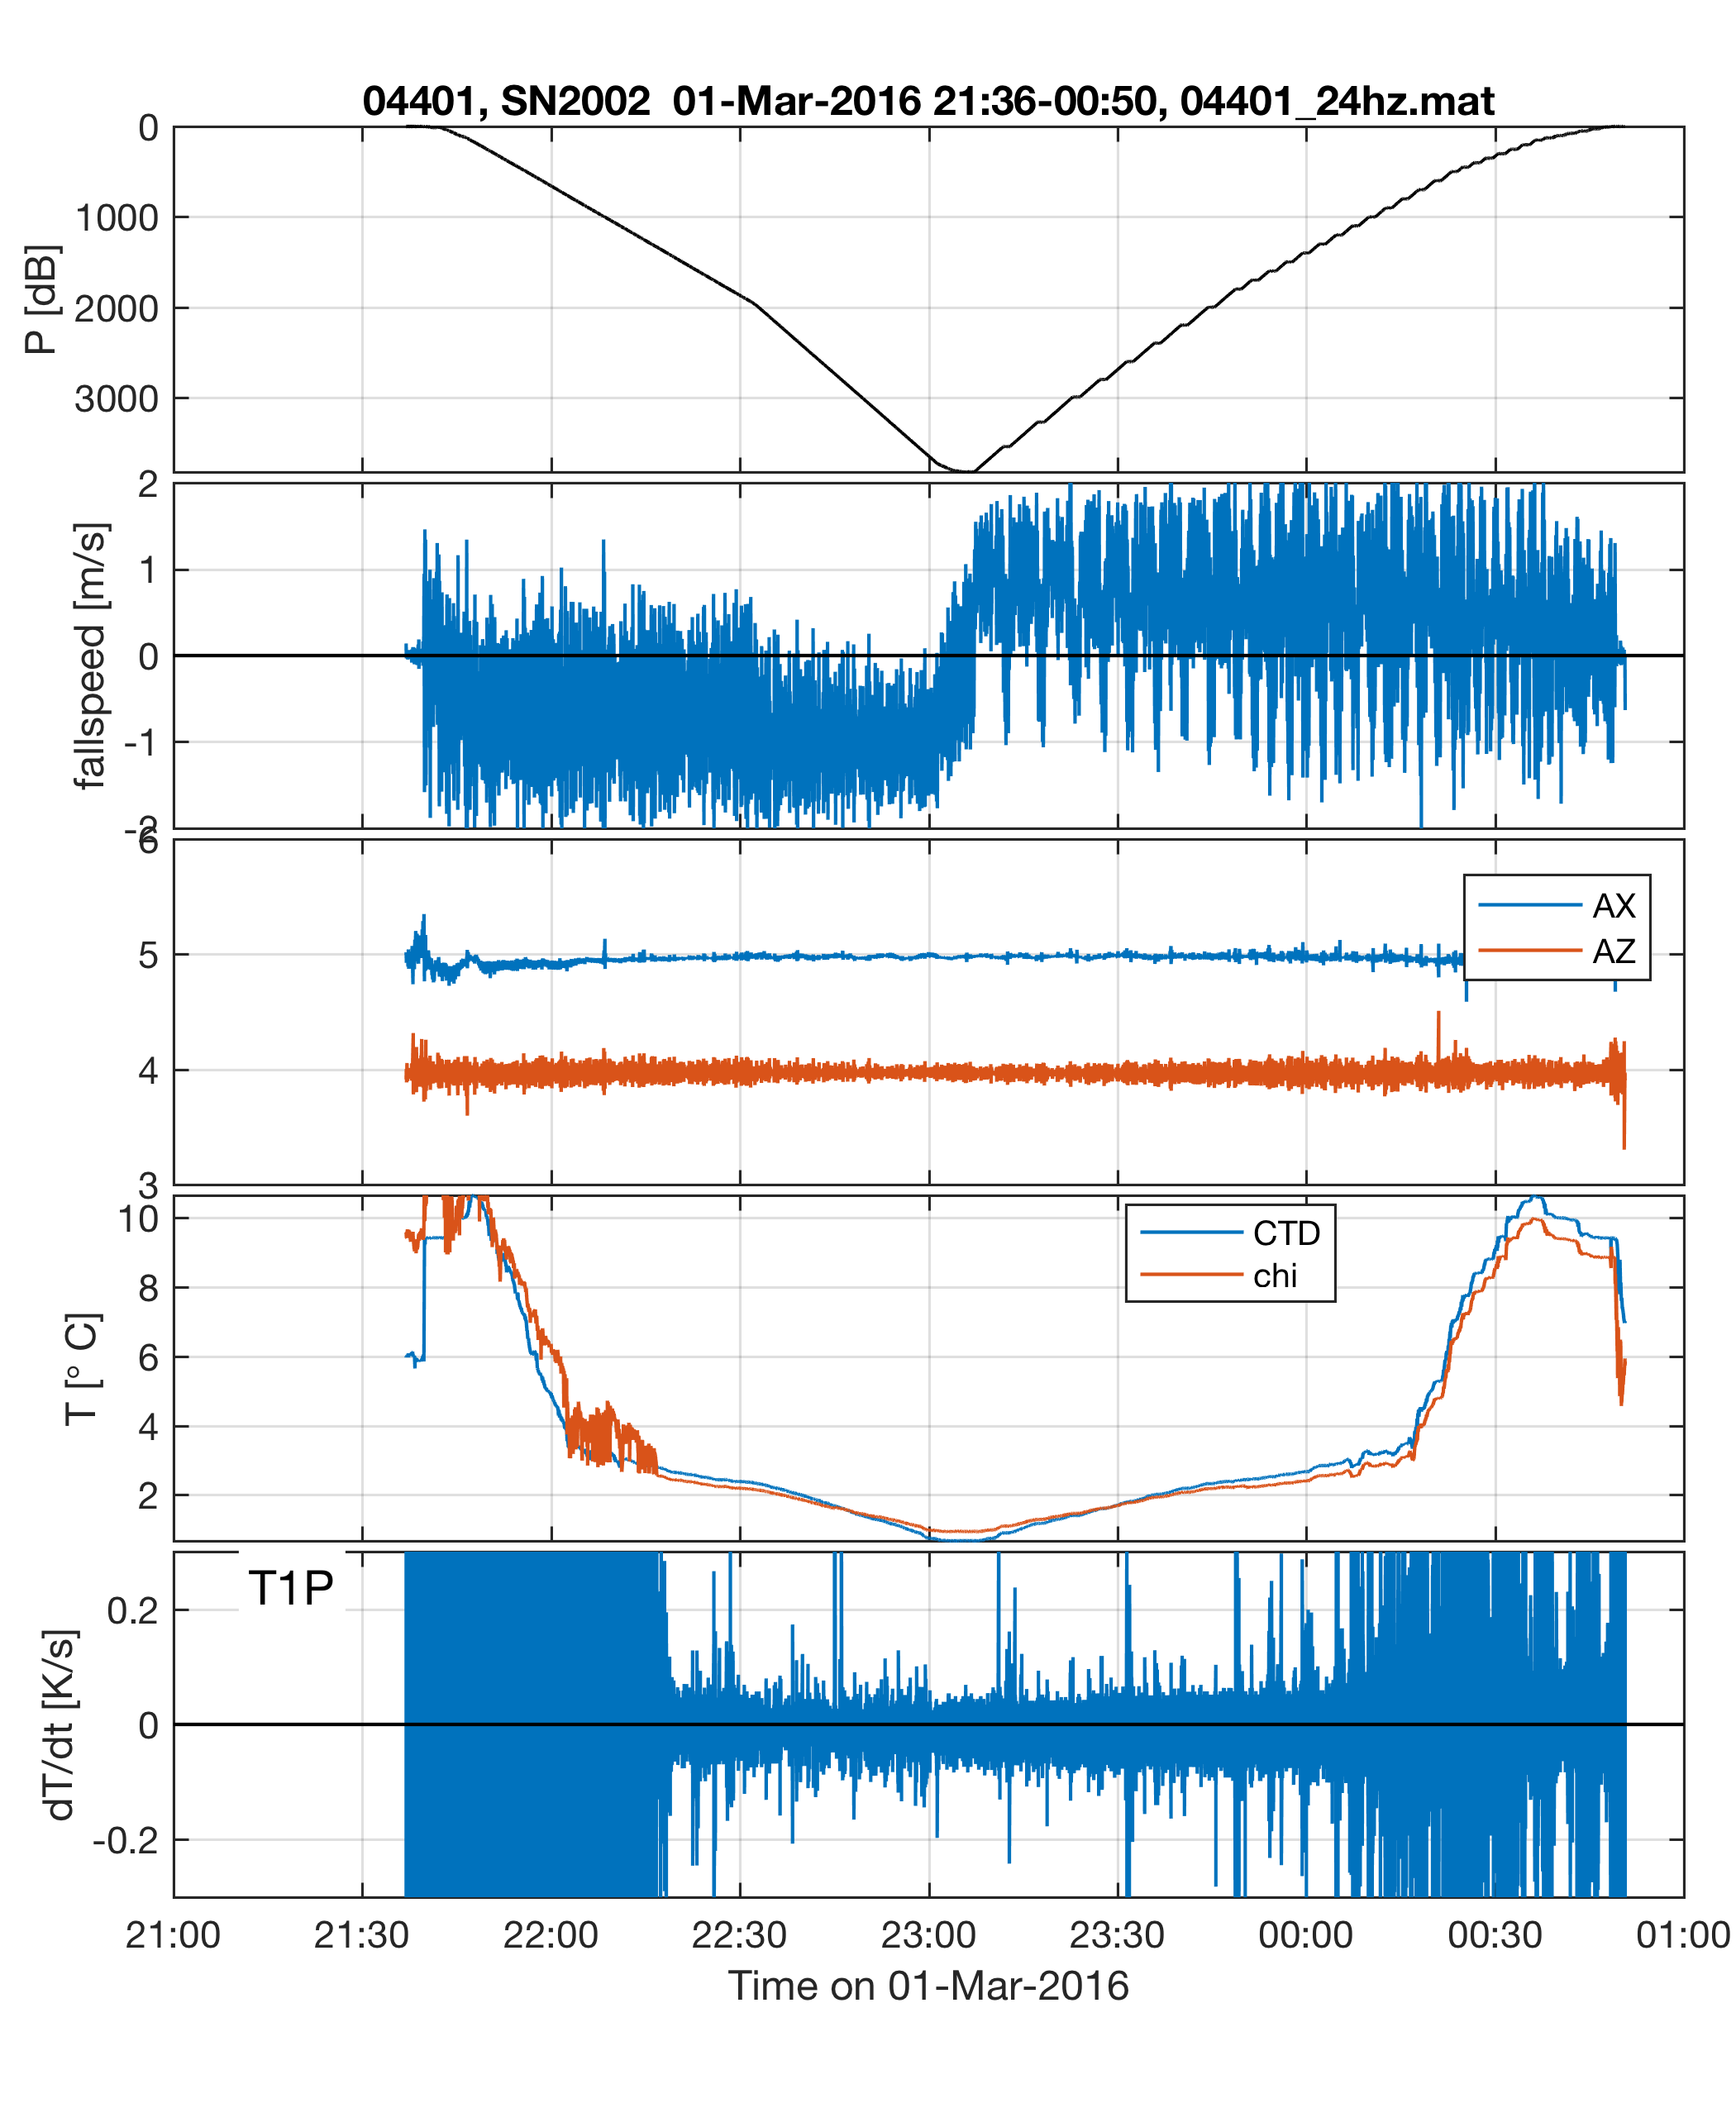 04401, SN2002  01-Mar-2016 21:36-00:50, 04401_24hz.mat
0
1000
2000
3000
P [dB]
2
1
0
-1
-2
fallspeed [m/s]
6
5
4
3
AX
AZ
10
8
6
4
2
T [° C]
CTD
chi
T1P
0.2
0
-0.2
dT/dt [K/s]
21:00 21:30 22:00 22:30 23:00 23:30 00:00 00:30 01:00
Time on 01-Mar-2016